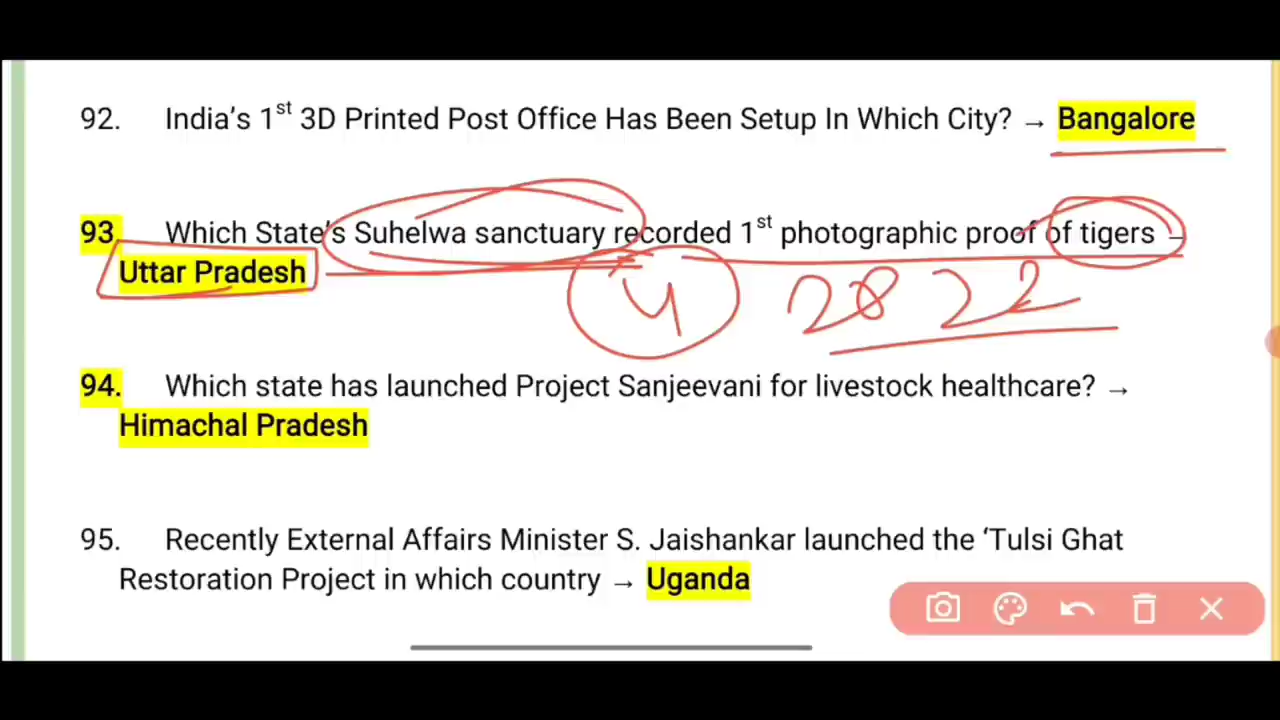 92. India's 1st 3D Printed Post Office Has Been Setup In Which City? → Bangalore
93 Which State's Suhelwa sanctuary recorded 1st photographic proof of tigers →
Uttar Pradesh
4 2822
94. Which state has launched Project Sanjeevani for livestock healthcare? →
Himachal Pradesh
95. Recently External Affairs Minister S. Jaishankar launched the ‘Tulsi Ghat
Restoration Project in which country → Uganda